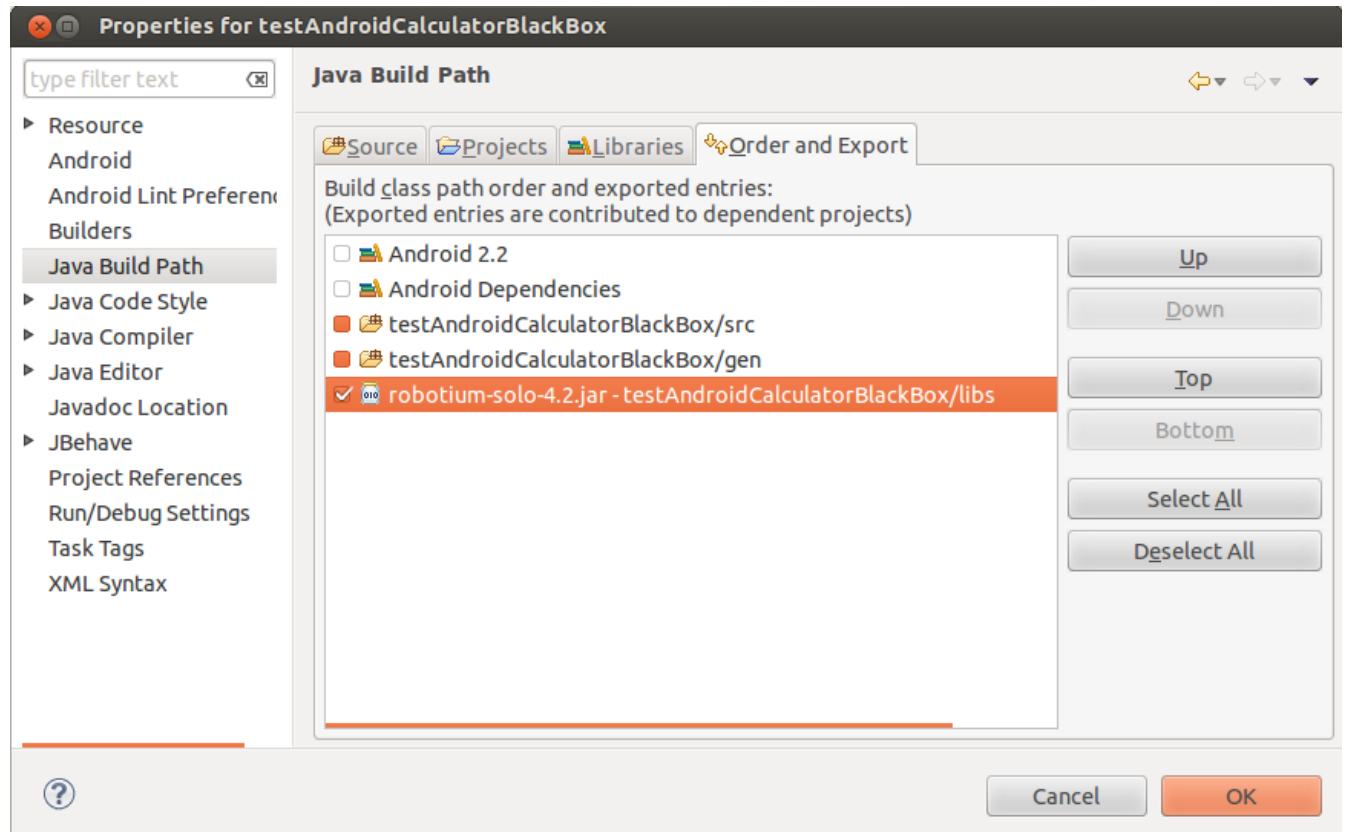 Properties for testAndroidCalculatorBlackBox
type filter text
Resource
Android
Android Lint Preferen
Builders
Java Build Path
Java Code Style
Java Compiler
Java Editor
Javadoc Location
JBehave
Project References
Run/Debug Settings
Task Tags
XML Syntax
Java Build Path
Source Projects Libraries Order and Export
Build class path order and exported entries:
(Exported entries are contributed to dependent projects)
Android 2.2
Android Dependencies
testAndroidCalculatorBlackBox/src
testAndroidCalculatorBlackBox/gen
robotium-solo-4.2.jar - testAndroidCalculatorBlackBox/libs
Up
Down
Top
Bottom
Select All
Deselect All
Cancel OK